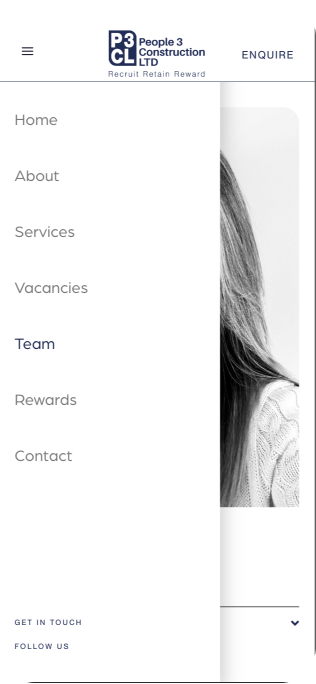 P3 People 3
CL Construction
LTD
Recruit Retain Reward
ENQUIRE
Home
About
Services
Vacancies
Team
Rewards
Contact
GET IN TOUCH
FOLLOW US